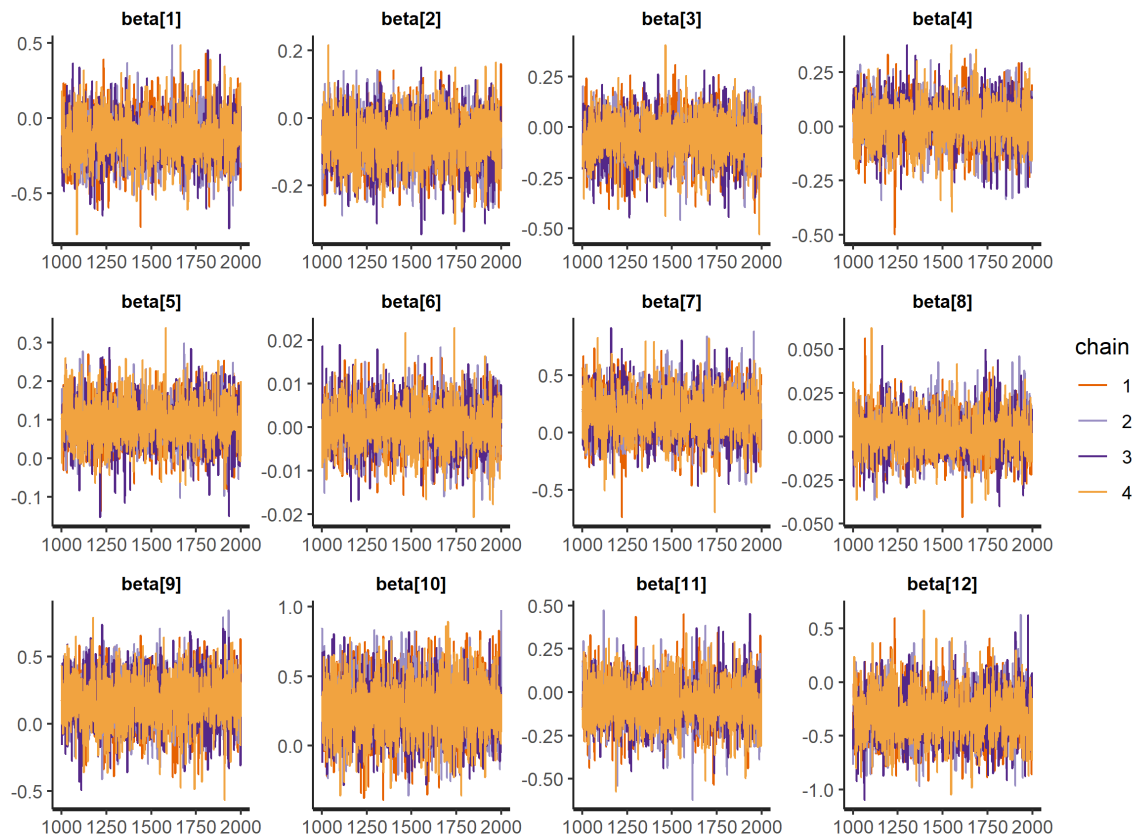 beta[1] beta[2] beta[3] beta[4]
0.5 0.0 -0.5
0.2 0.0 -0.2
0.25 0.00 -0.25 -0.50
0.25 0.00 -0.25 -0.50
1000 1250 1500 1750 2000 1000 1250 1500 1750 2000 1000 1250 1500 1750 2000 1000 1250 1500 1750 2000
beta[5] beta[6] beta[7] beta[8]
0.3 0.2 0.1 0.0 -0.1
0.02 0.01 0.00 -0.01 -0.02
0.5 0.0 -0.5
0.050 0.025 0.000 -0.025 -0.050
1000 1250 1500 1750 2000 1000 1250 1500 1750 2000 1000 1250 1500 1750 2000 1000 1250 1500 1750 2000
beta[9] beta[10] beta[11] beta[12]
0.5 0.0 -0.5
1.0 0.5 0.0
0.50 0.25 0.00 -0.25 -0.50
0.5 0.0 -0.5 -1.0
1000 1250 1500 1750 2000 1000 1250 1500 1750 2000 1000 1250 1500 1750 2000 1000 1250 1500 1750 2000
chain
1
2
3
4